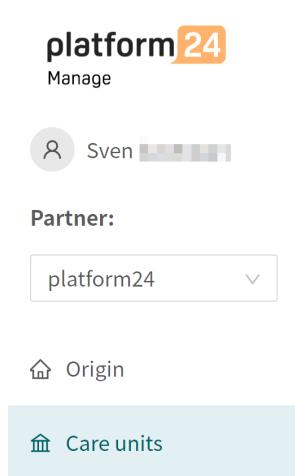 platform24
Manage
Sven
Partner:
platform24
Origin
Care units